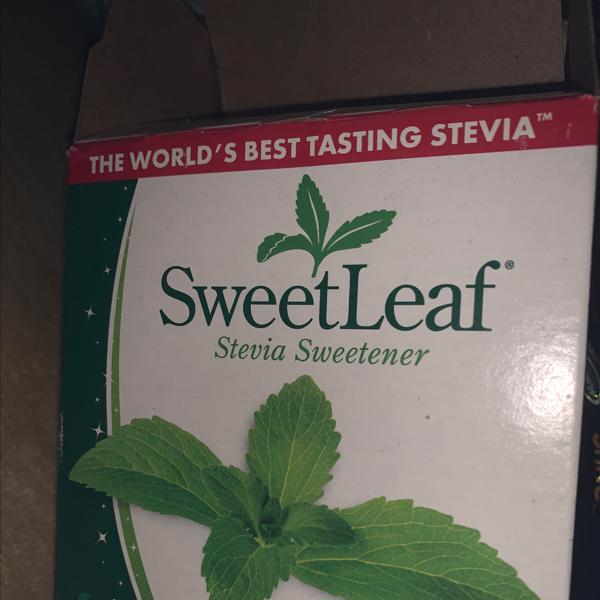 THE WORLD'S BEST TASTING STEVIA™
SweetLeaf®
Stevia Sweetener